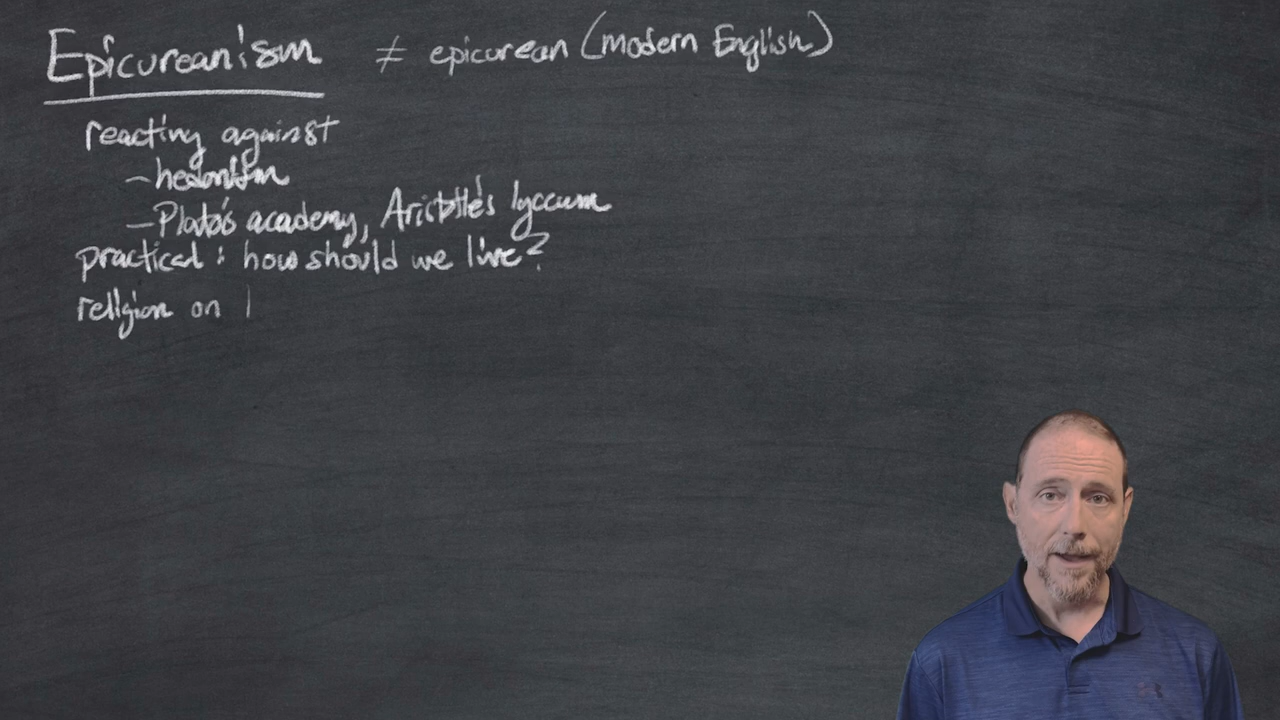 Epicureanism ≠ epicurean (modern English)
reacting against
- hedonism
- Plato's academy, Aristotle's lyceum
practical : how should we live?
religion on